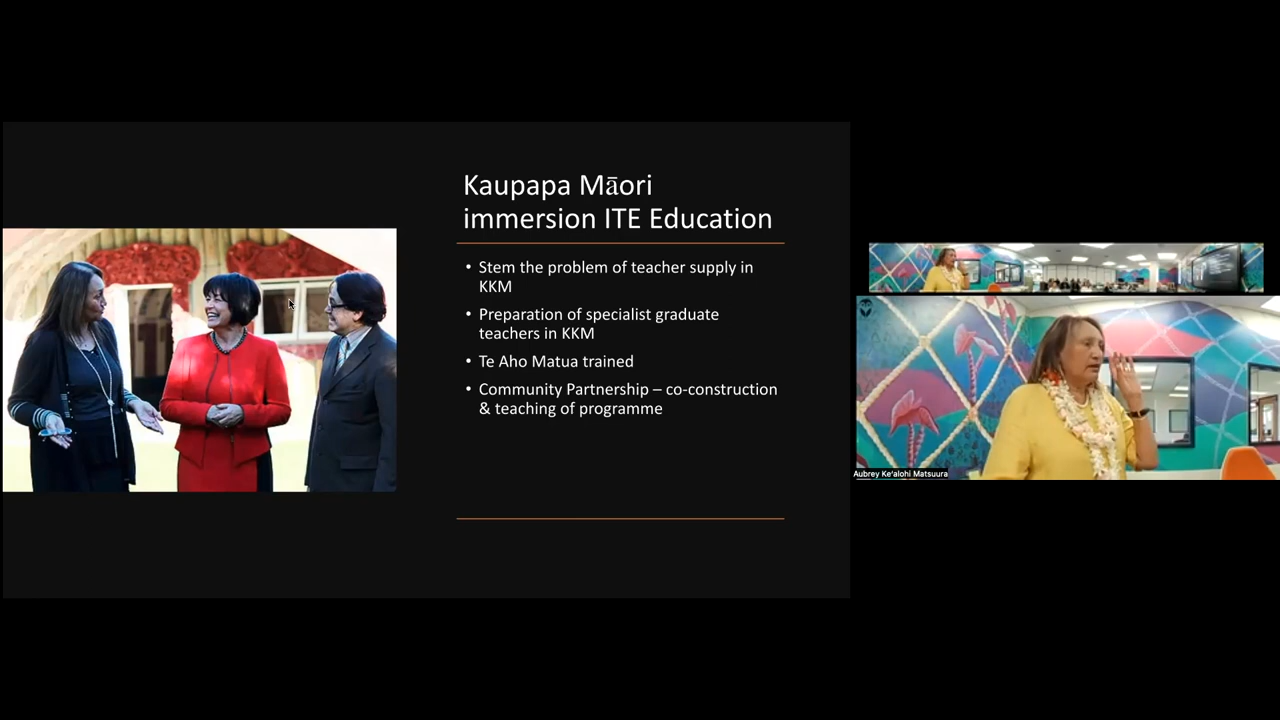 Kaupapa Māori
immersion ITE Education
• Stem the problem of teacher supply in
KKM
• Preparation of specialist graduate
teachers in KKM
• Te Aho Matua trained
• Community Partnership – co-construction
& teaching of programme
Aubrey Keʻalohi Matsuura